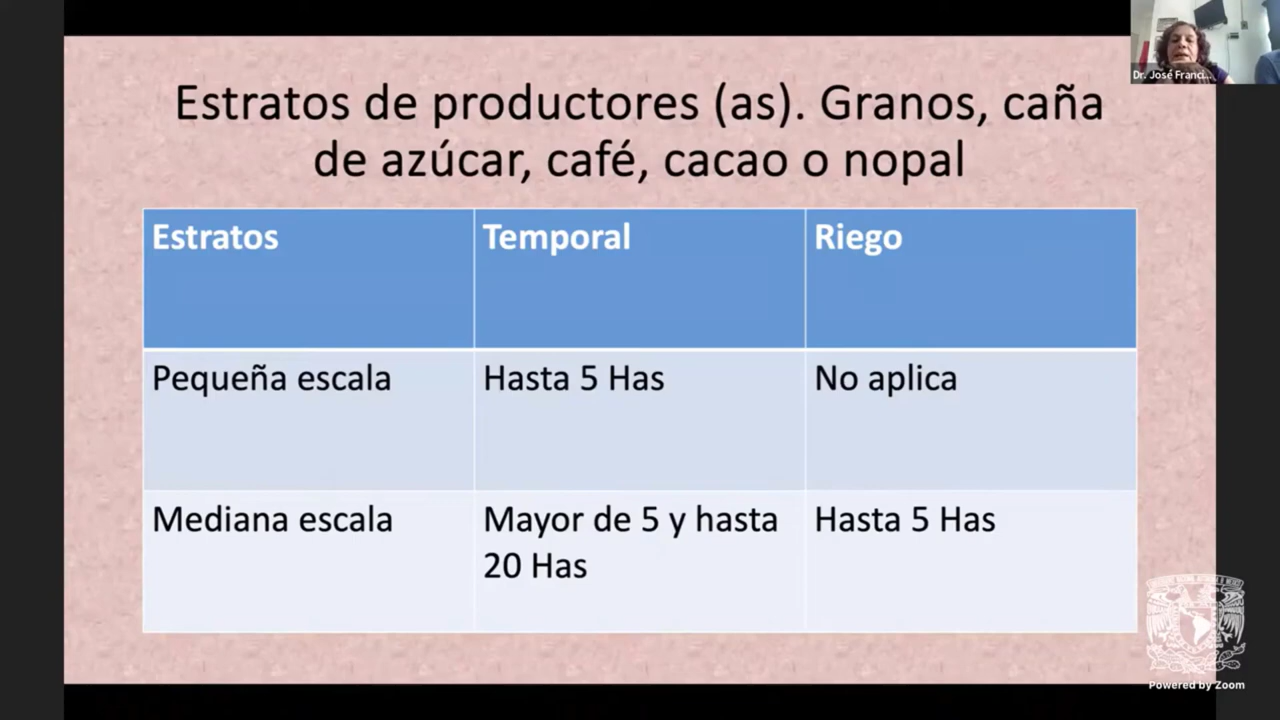 Dr. José Franci...
Estratos de productores (as). Granos, caña
de azúcar, café, cacao o nopal
Estratos
Temporal
Riego
Pequeña escala
Hasta 5 Has
No aplica
Mediana escala
Mayor de 5 y hasta
20 Has
Hasta 5 Has
Powered by Zoom